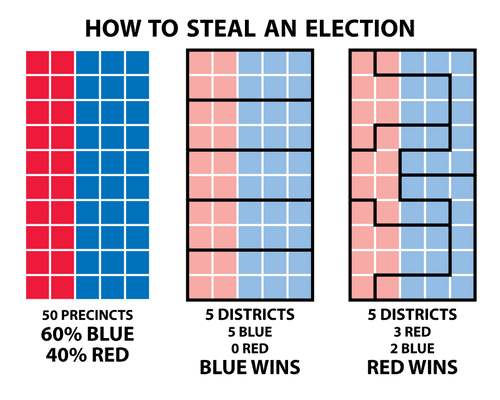 HOW TO STEAL AN ELECTION
50 PRECINCTS
60% BLUE
40% RED
5 DISTRICTS
5 BLUE
0 RED
BLUE WINS
5 DISTRICTS
3 RED
2 BLUE
RED WINS